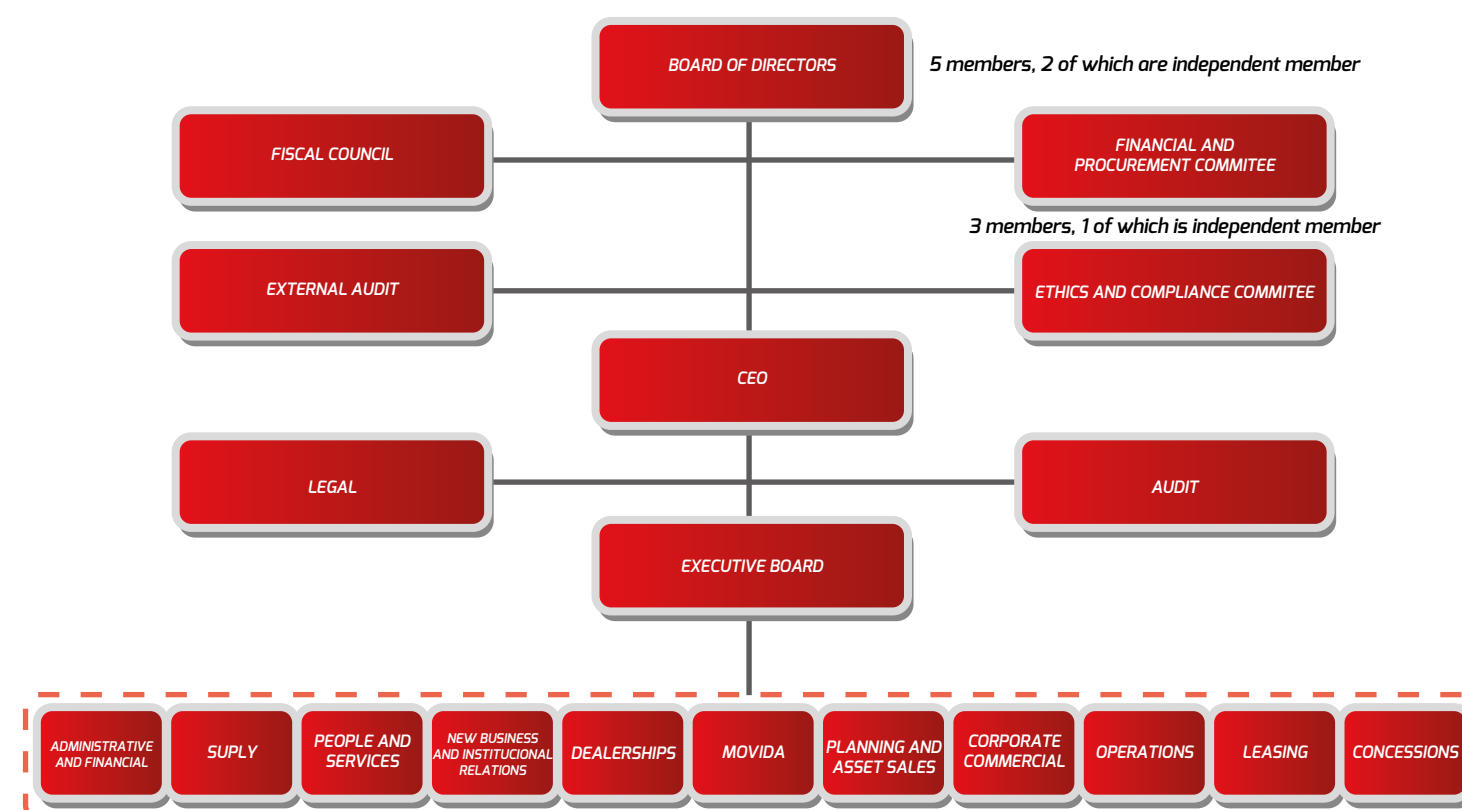 BOARD OF DIRECTORS
5 members, 2 of which are independent member
FISCAL COUNCIL
FINANCIAL AND
PROCUREMENT COMMITEE
3 members, 1 of which is independent member
EXTERNAL AUDIT
ETHICS AND COMPLIANCE COMMITEE
CEO
LEGAL
AUDIT
EXECUTIVE BOARD
ADMINISTRATIVE
AND FINANCIAL
SUPLY
PEOPLE AND
SERVICES
NEW BUSINESS
AND INSTITUCIONAL
RELATIONS
DEALERSHIPS
MOVIDA
PLANNING AND
ASSET SALES
CORPORATE
COMMERCIAL
OPERATIONS
LEASING
CONCESSIONS